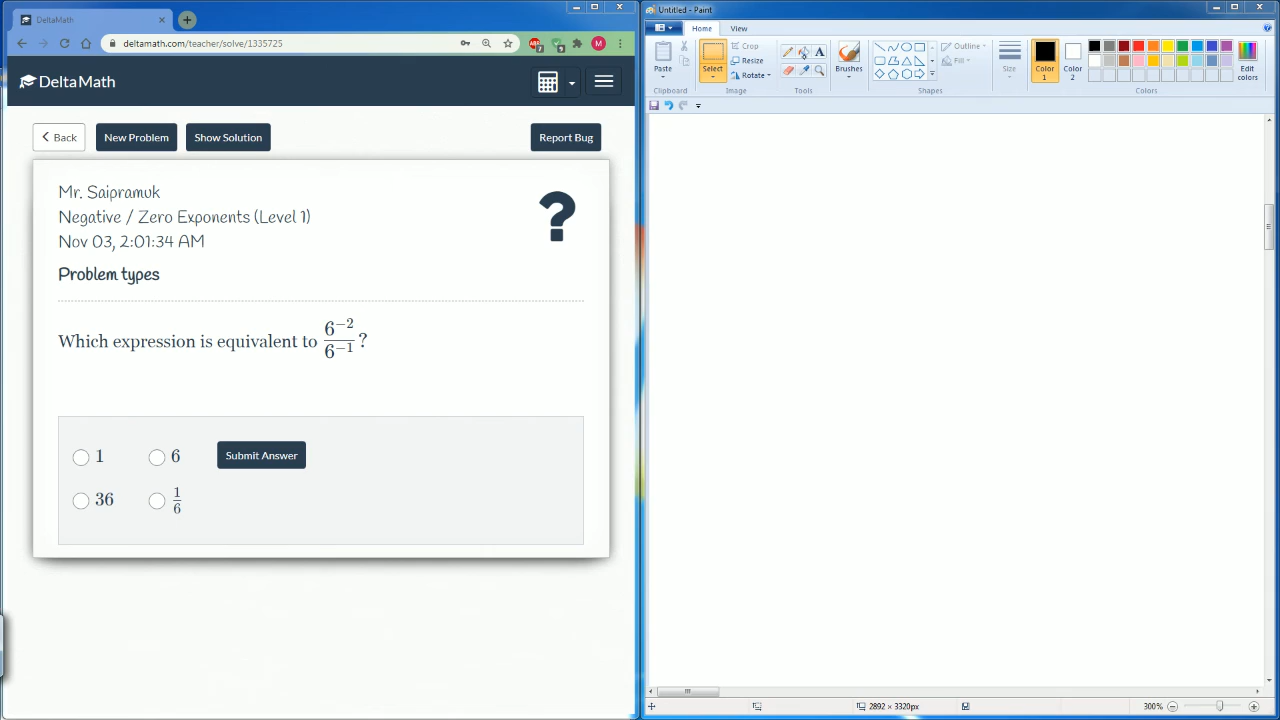 DeltaMath
deltamath.com/teacher/solve/1335725
DeltaMath
Back
New Problem
Show Solution
Report Bug
Mr. Saipramuk
Negative / Zero Exponents (Level 1)
Nov 03, 2:01:34 AM
Problem types
Which expression is equivalent to 6^−2/6^−1?
1
6
Submit Answer
36
1/6
Untitled - Paint
Home
View
Paste
Select
Crop
Resize
Rotate
A
Brushes
Outline
Fill
Size
Color 1
Color 2
Edit colors
Clipboard
Image
Tools
Shapes
Colors
2892 × 3320px
300%